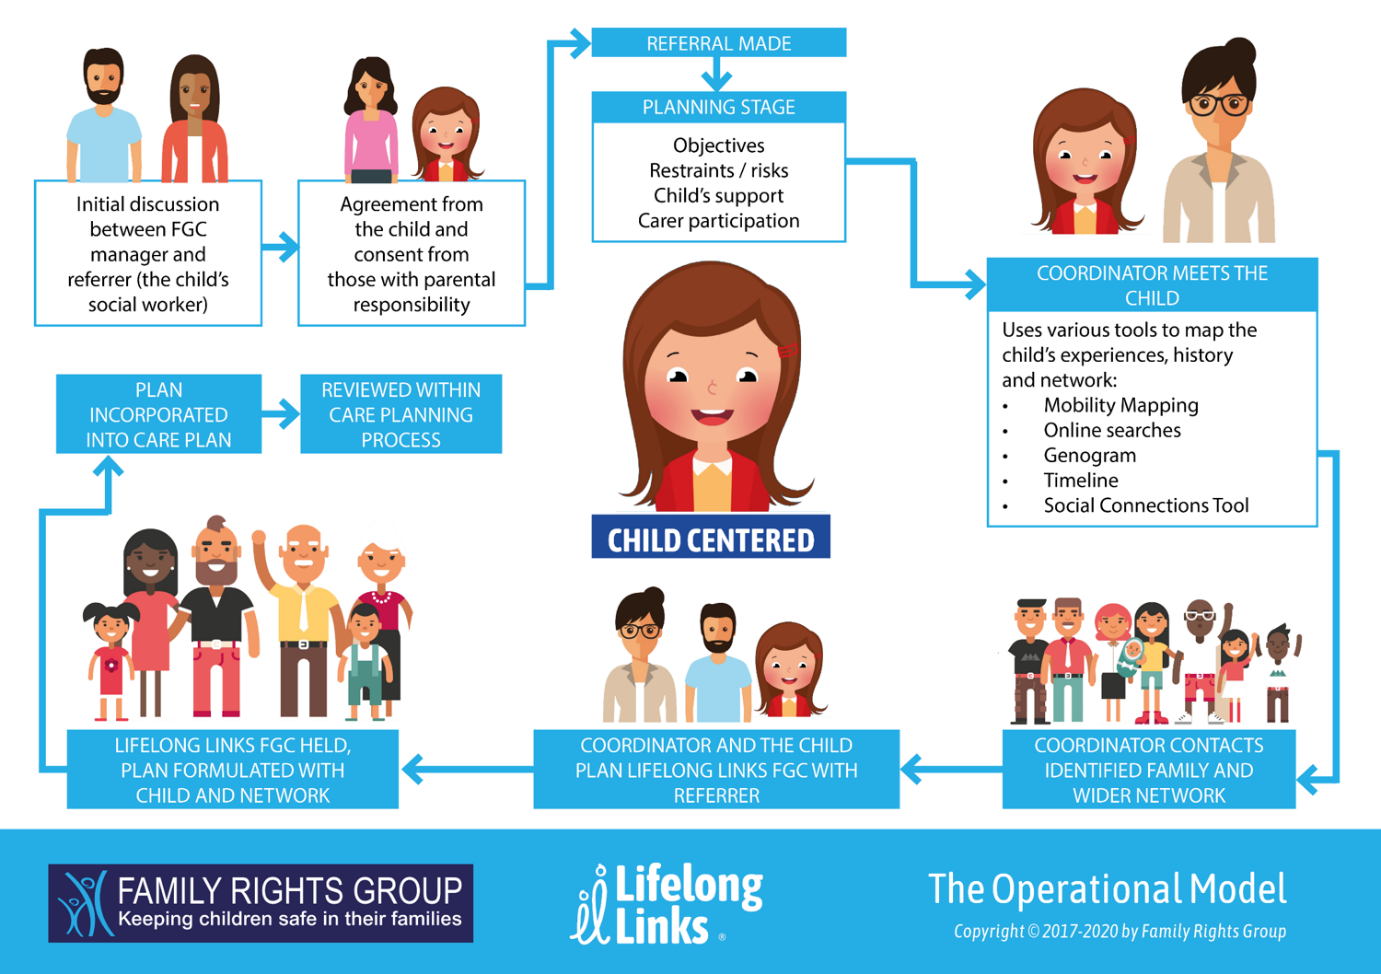 Initial discussion
between FGC
manager and
referrer (the child’s
social worker)
Agreement from
the child and
consent from
those with parental
responsibility
REFERRAL MADE
PLANNING STAGE
Objectives
Restraints / risks
Child’s support
Carer participation
COORDINATOR MEETS THE
CHILD
Uses various tools to map the
child’s experiences, history
and network:
• Mobility Mapping
• Online searches
• Genogram
• Timeline
• Social Connections Tool
COORDINATOR CONTACTS
IDENTIFIED FAMILY AND
WIDER NETWORK
COORDINATOR AND THE CHILD
PLAN LIFELONG LINKS FGC WITH
REFERRER
LIFELONG LINKS FGC HELD,
PLAN FORMULATED WITH
CHILD AND NETWORK
PLAN
INCORPORATED
INTO CARE PLAN
REVIEWED WITHIN
CARE PLANNING
PROCESS
CHILD CENTERED
FAMILY RIGHTS GROUP
Keeping children safe in their families
Lifelong
Links ®
The Operational Model
Copyright © 2017-2020 by Family Rights Group